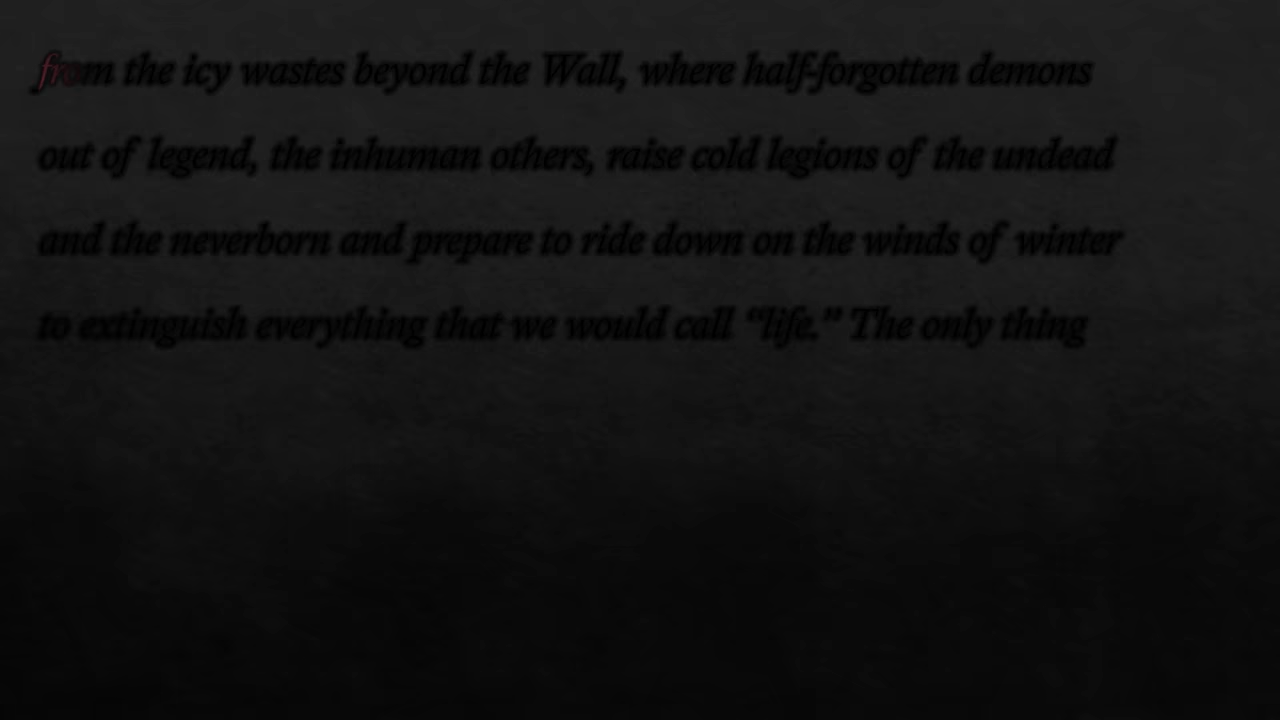 from the icy wastes beyond the Wall, where half-forgotten demons
out of legend, the inhuman others, raise cold legions of the undead
and the neverborn and prepare to ride down on the winds of winter
to extinguish everything that we would call “life.” The only thing